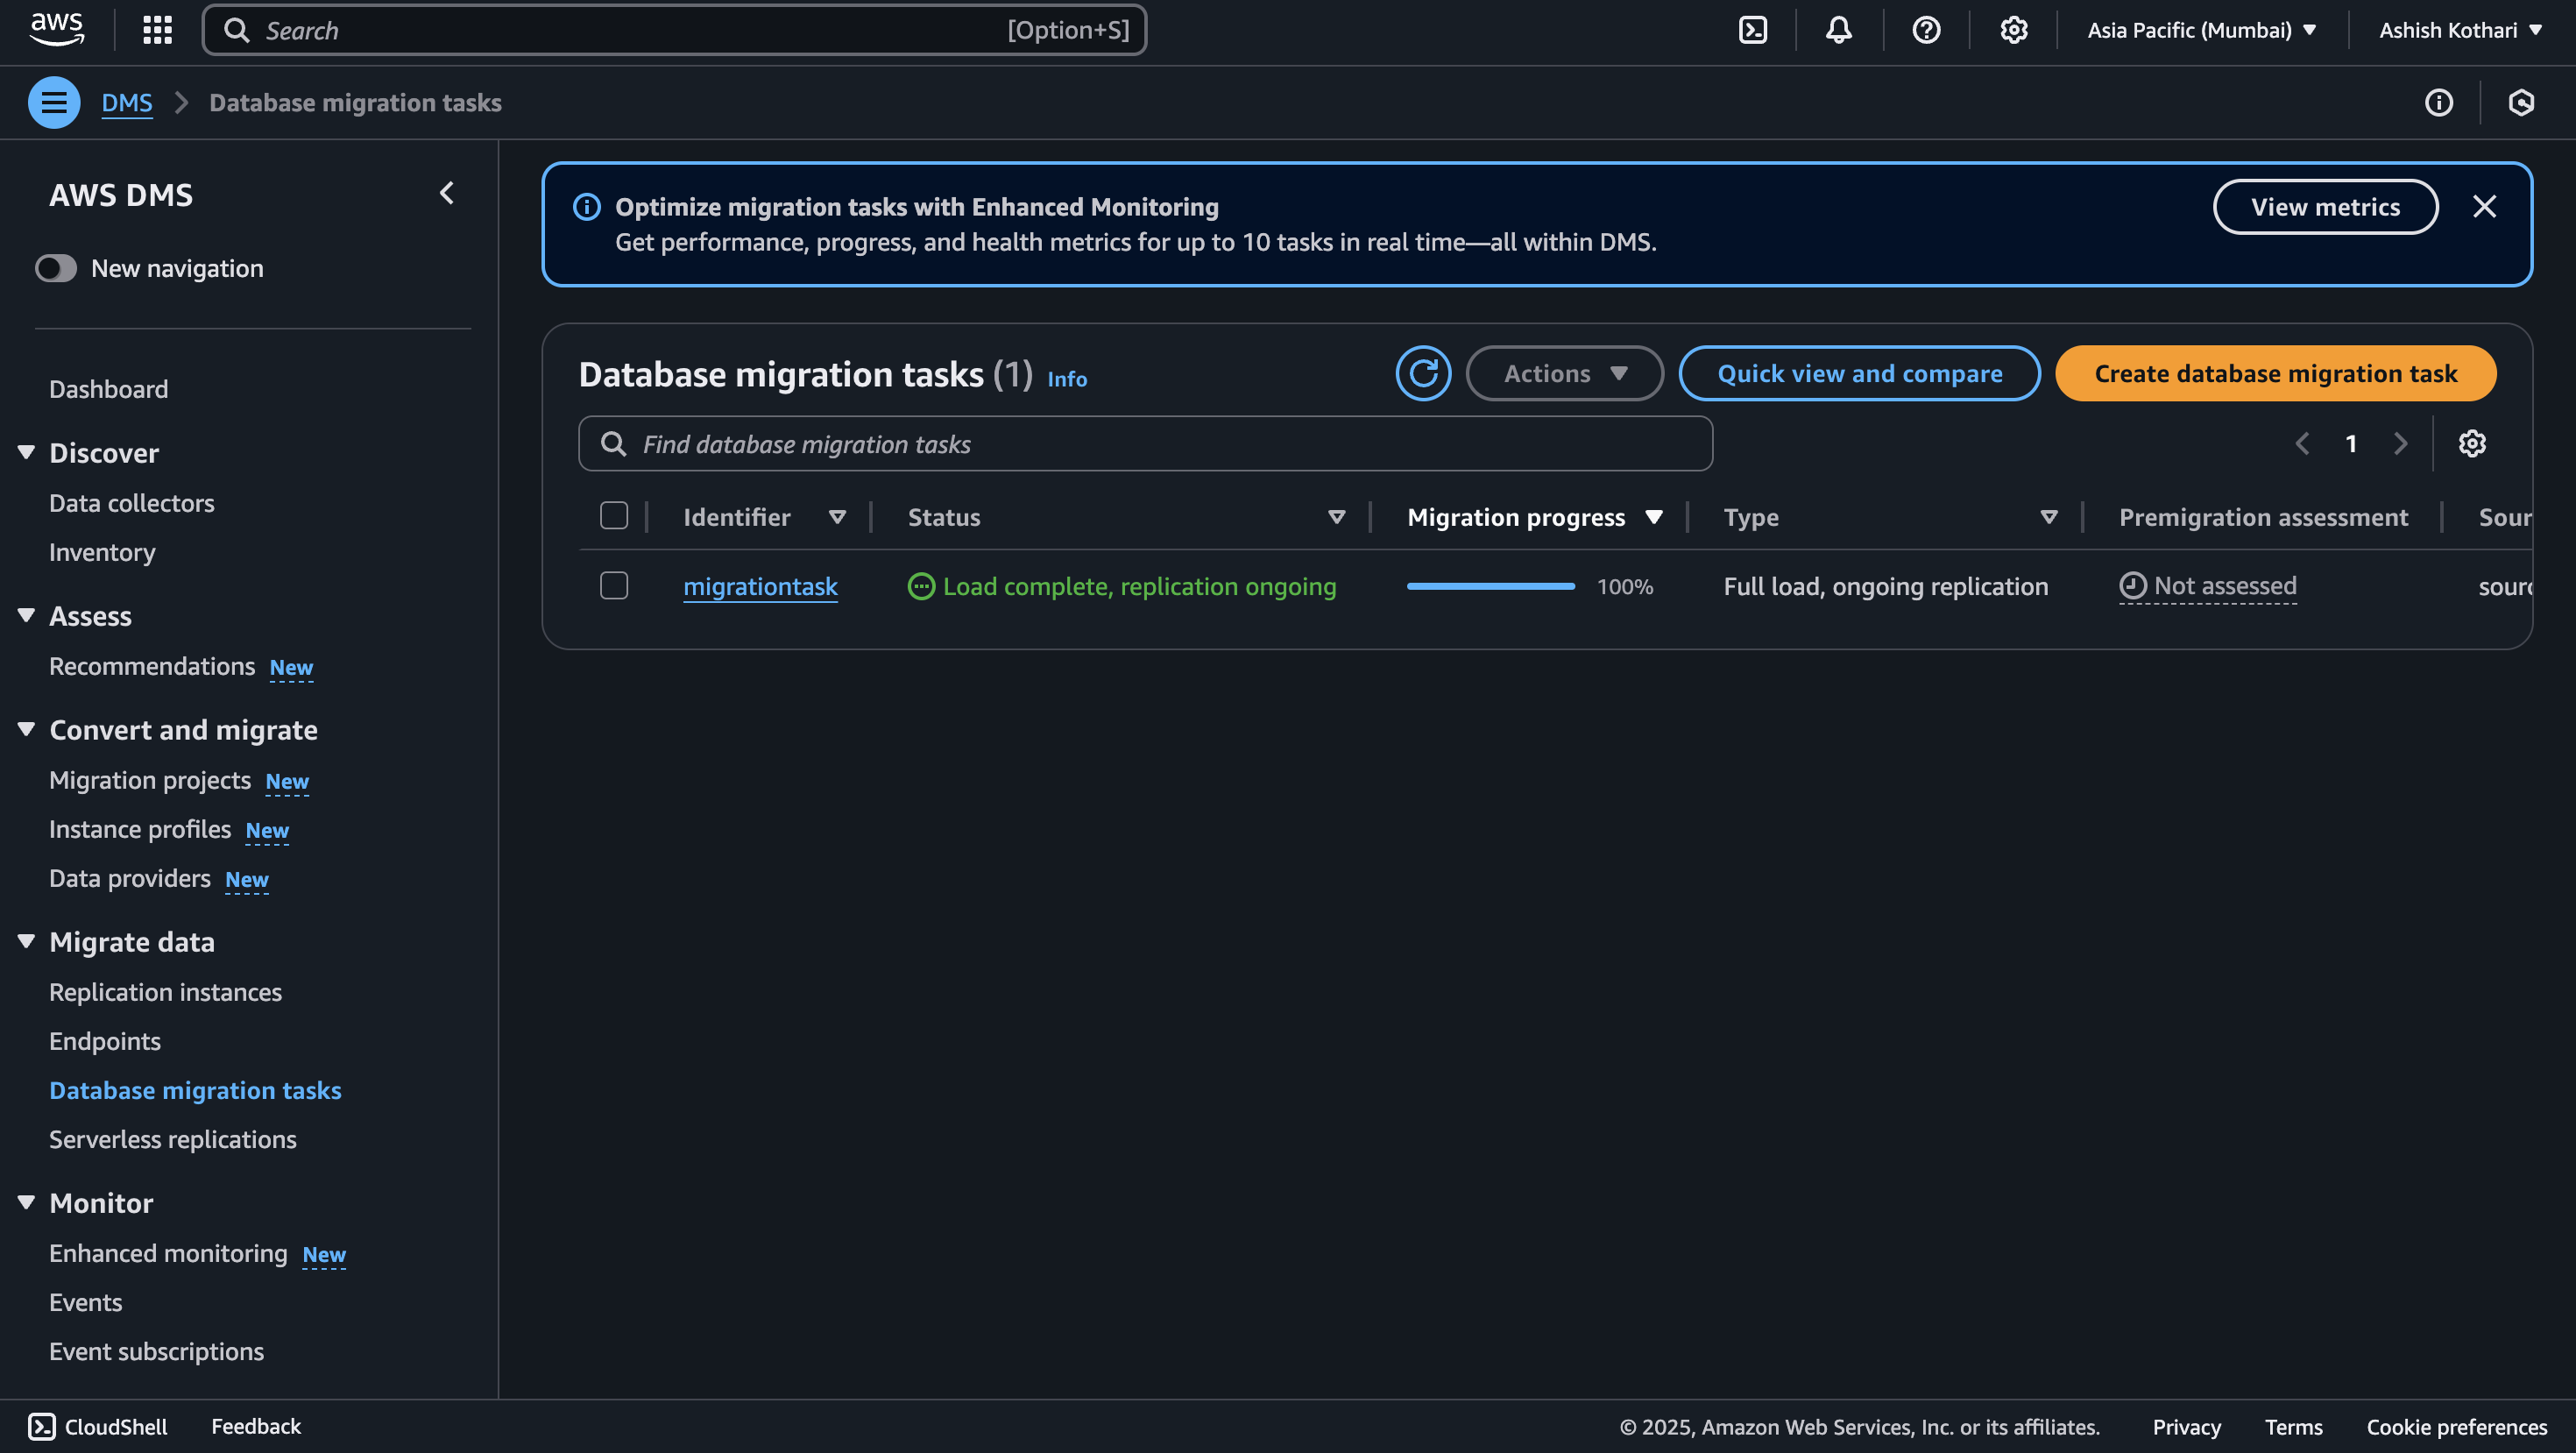 aws
Search [Option+S]
Asia Pacific (Mumbai)
Ashish Kothari
DMS
Database migration tasks
AWS DMS
New navigation
Dashboard
Discover
Data collectors
Inventory
Assess
Recommendations New
Convert and migrate
Migration projects New
Instance profiles New
Data providers New
Migrate data
Replication instances
Endpoints
Database migration tasks
Serverless replications
Monitor
Enhanced monitoring New
Events
Event subscriptions
Optimize migration tasks with Enhanced Monitoring
Get performance, progress, and health metrics for up to 10 tasks in real time—all within DMS.
View metrics
Database migration tasks (1) Info
Actions
Quick view and compare
Create database migration task
Find database migration tasks
1
Identifier Status Migration progress Type Premigration assessment Sour
migrationtask Load complete, replication ongoing 100% Full load, ongoing replication Not assessed sourc
CloudShell Feedback
© 2025, Amazon Web Services, Inc. or its affiliates. Privacy Terms Cookie preferences